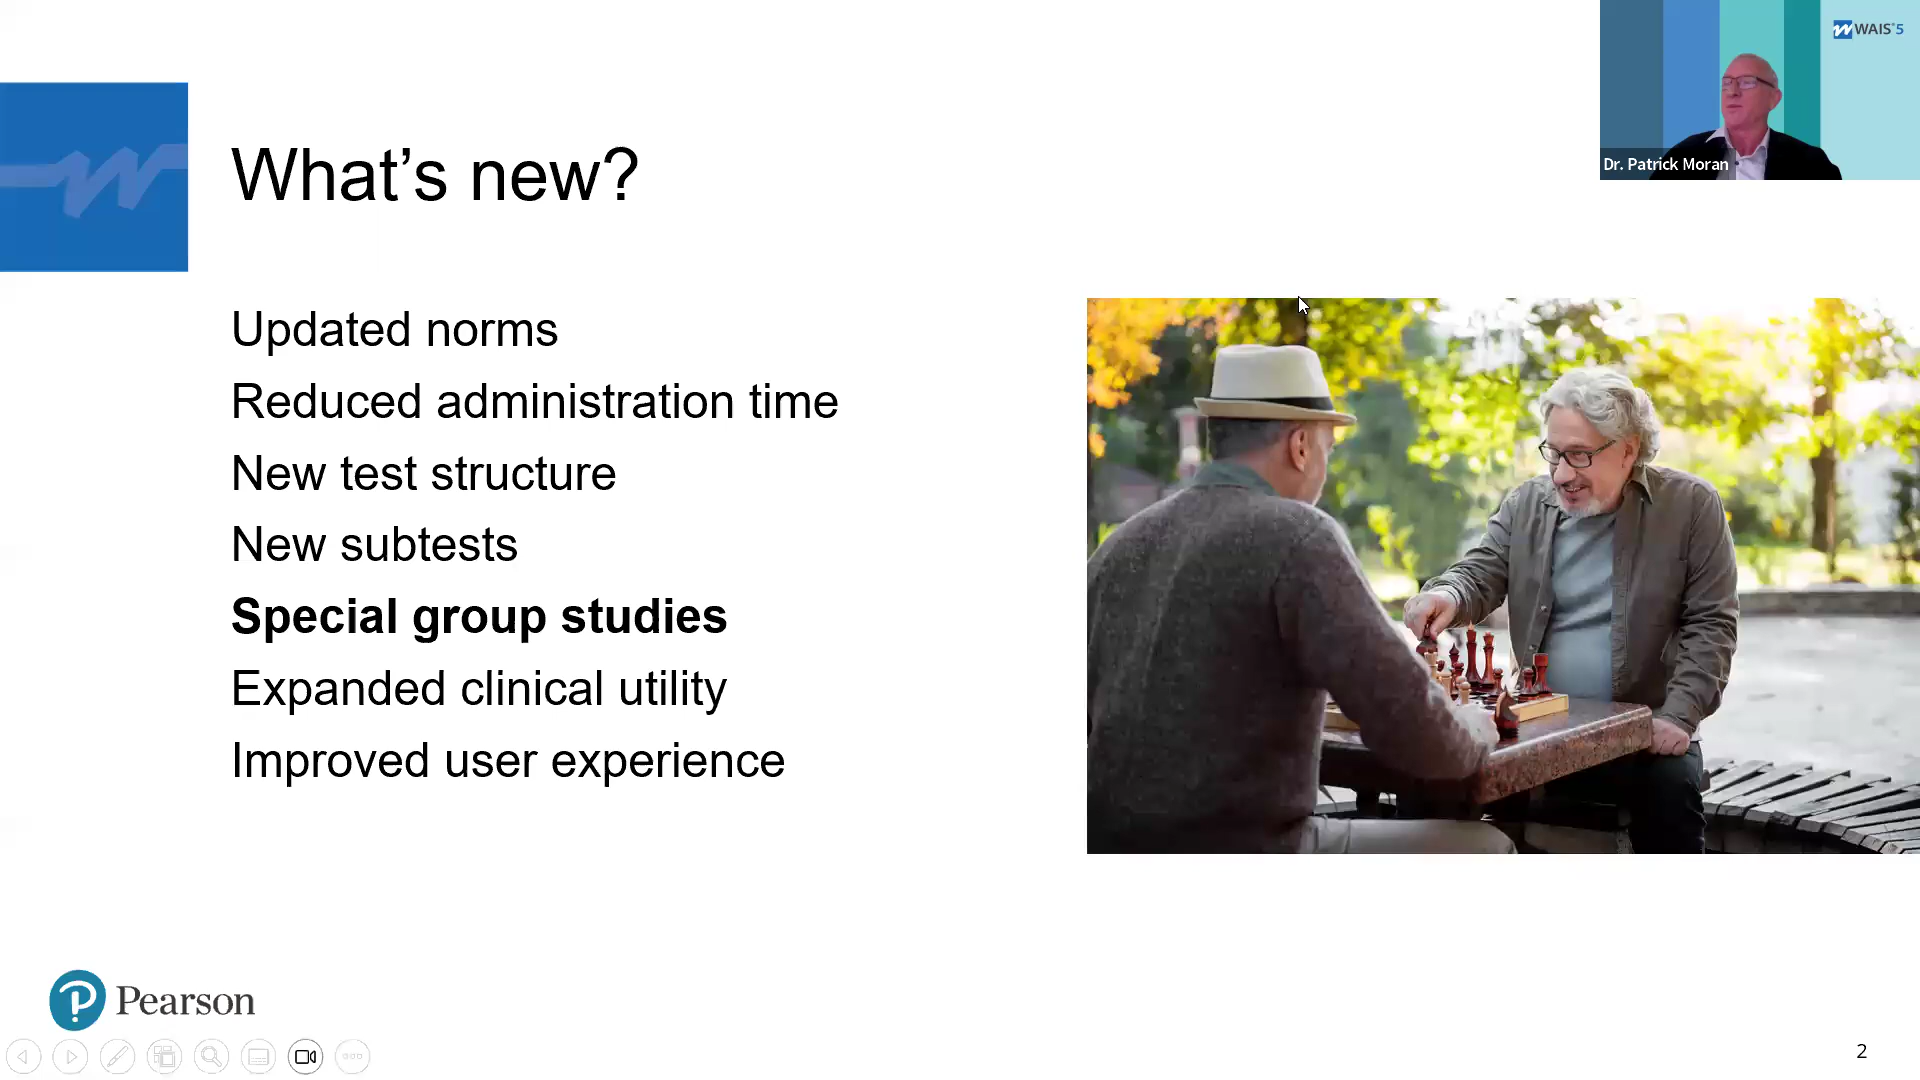 WAIS®5
Dr. Patrick Moran
What’s new?
Updated norms
Reduced administration time
New test structure
New subtests
Special group studies
Expanded clinical utility
Improved user experience
Pearson
2